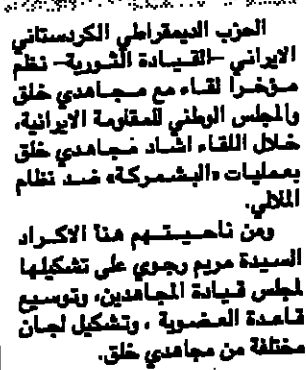 الحزب الديمقراطي الكردستاني
الايراني -القيادة الثورية- نظم
مؤخرا لقاء مع مجاهدي خلق
والمجلس الوطني للمقاومة الايرانية،
خلال اللقاء اشاد مجاهدي خلق
بعمليات «البشمركة» ضد نظام
الملالي.
ومن ناحيتهم هنأ الاكراد
السيدة مريم رجوي على تشكيلها
لمجلس قيادة المجاهدين، وتوسيع
قاعدة العضوية ، وتشكيل لجان
مختلفة من مجاهدي خلق.